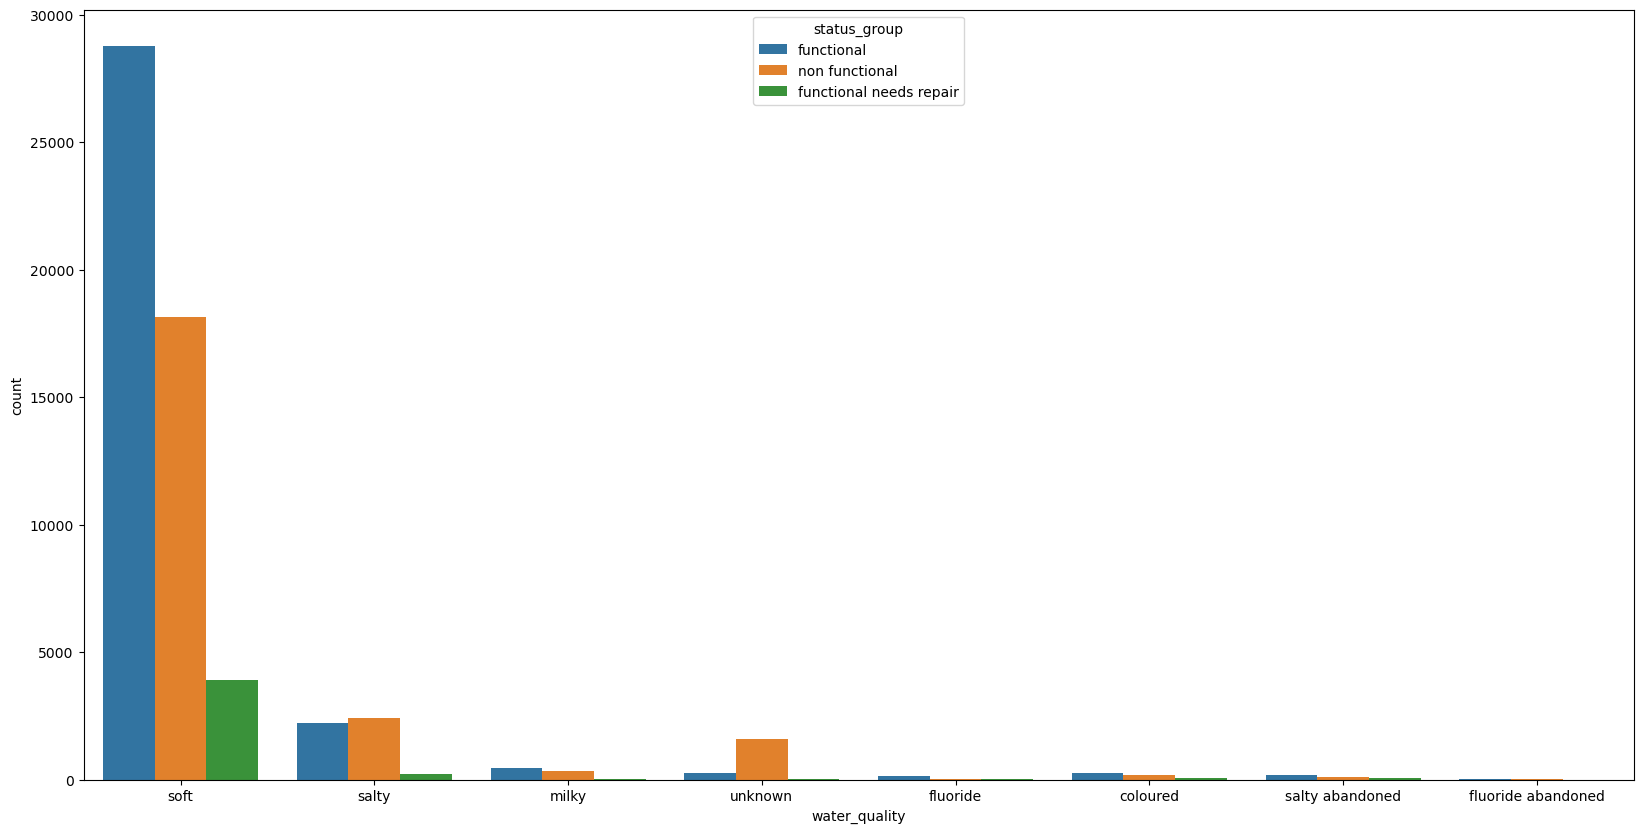 status_group
functional
non functional
functional needs repair
count
30000
25000
20000
15000
10000
5000
0
soft salty milky unknown fluoride coloured salty abandoned fluoride abandoned
water_quality